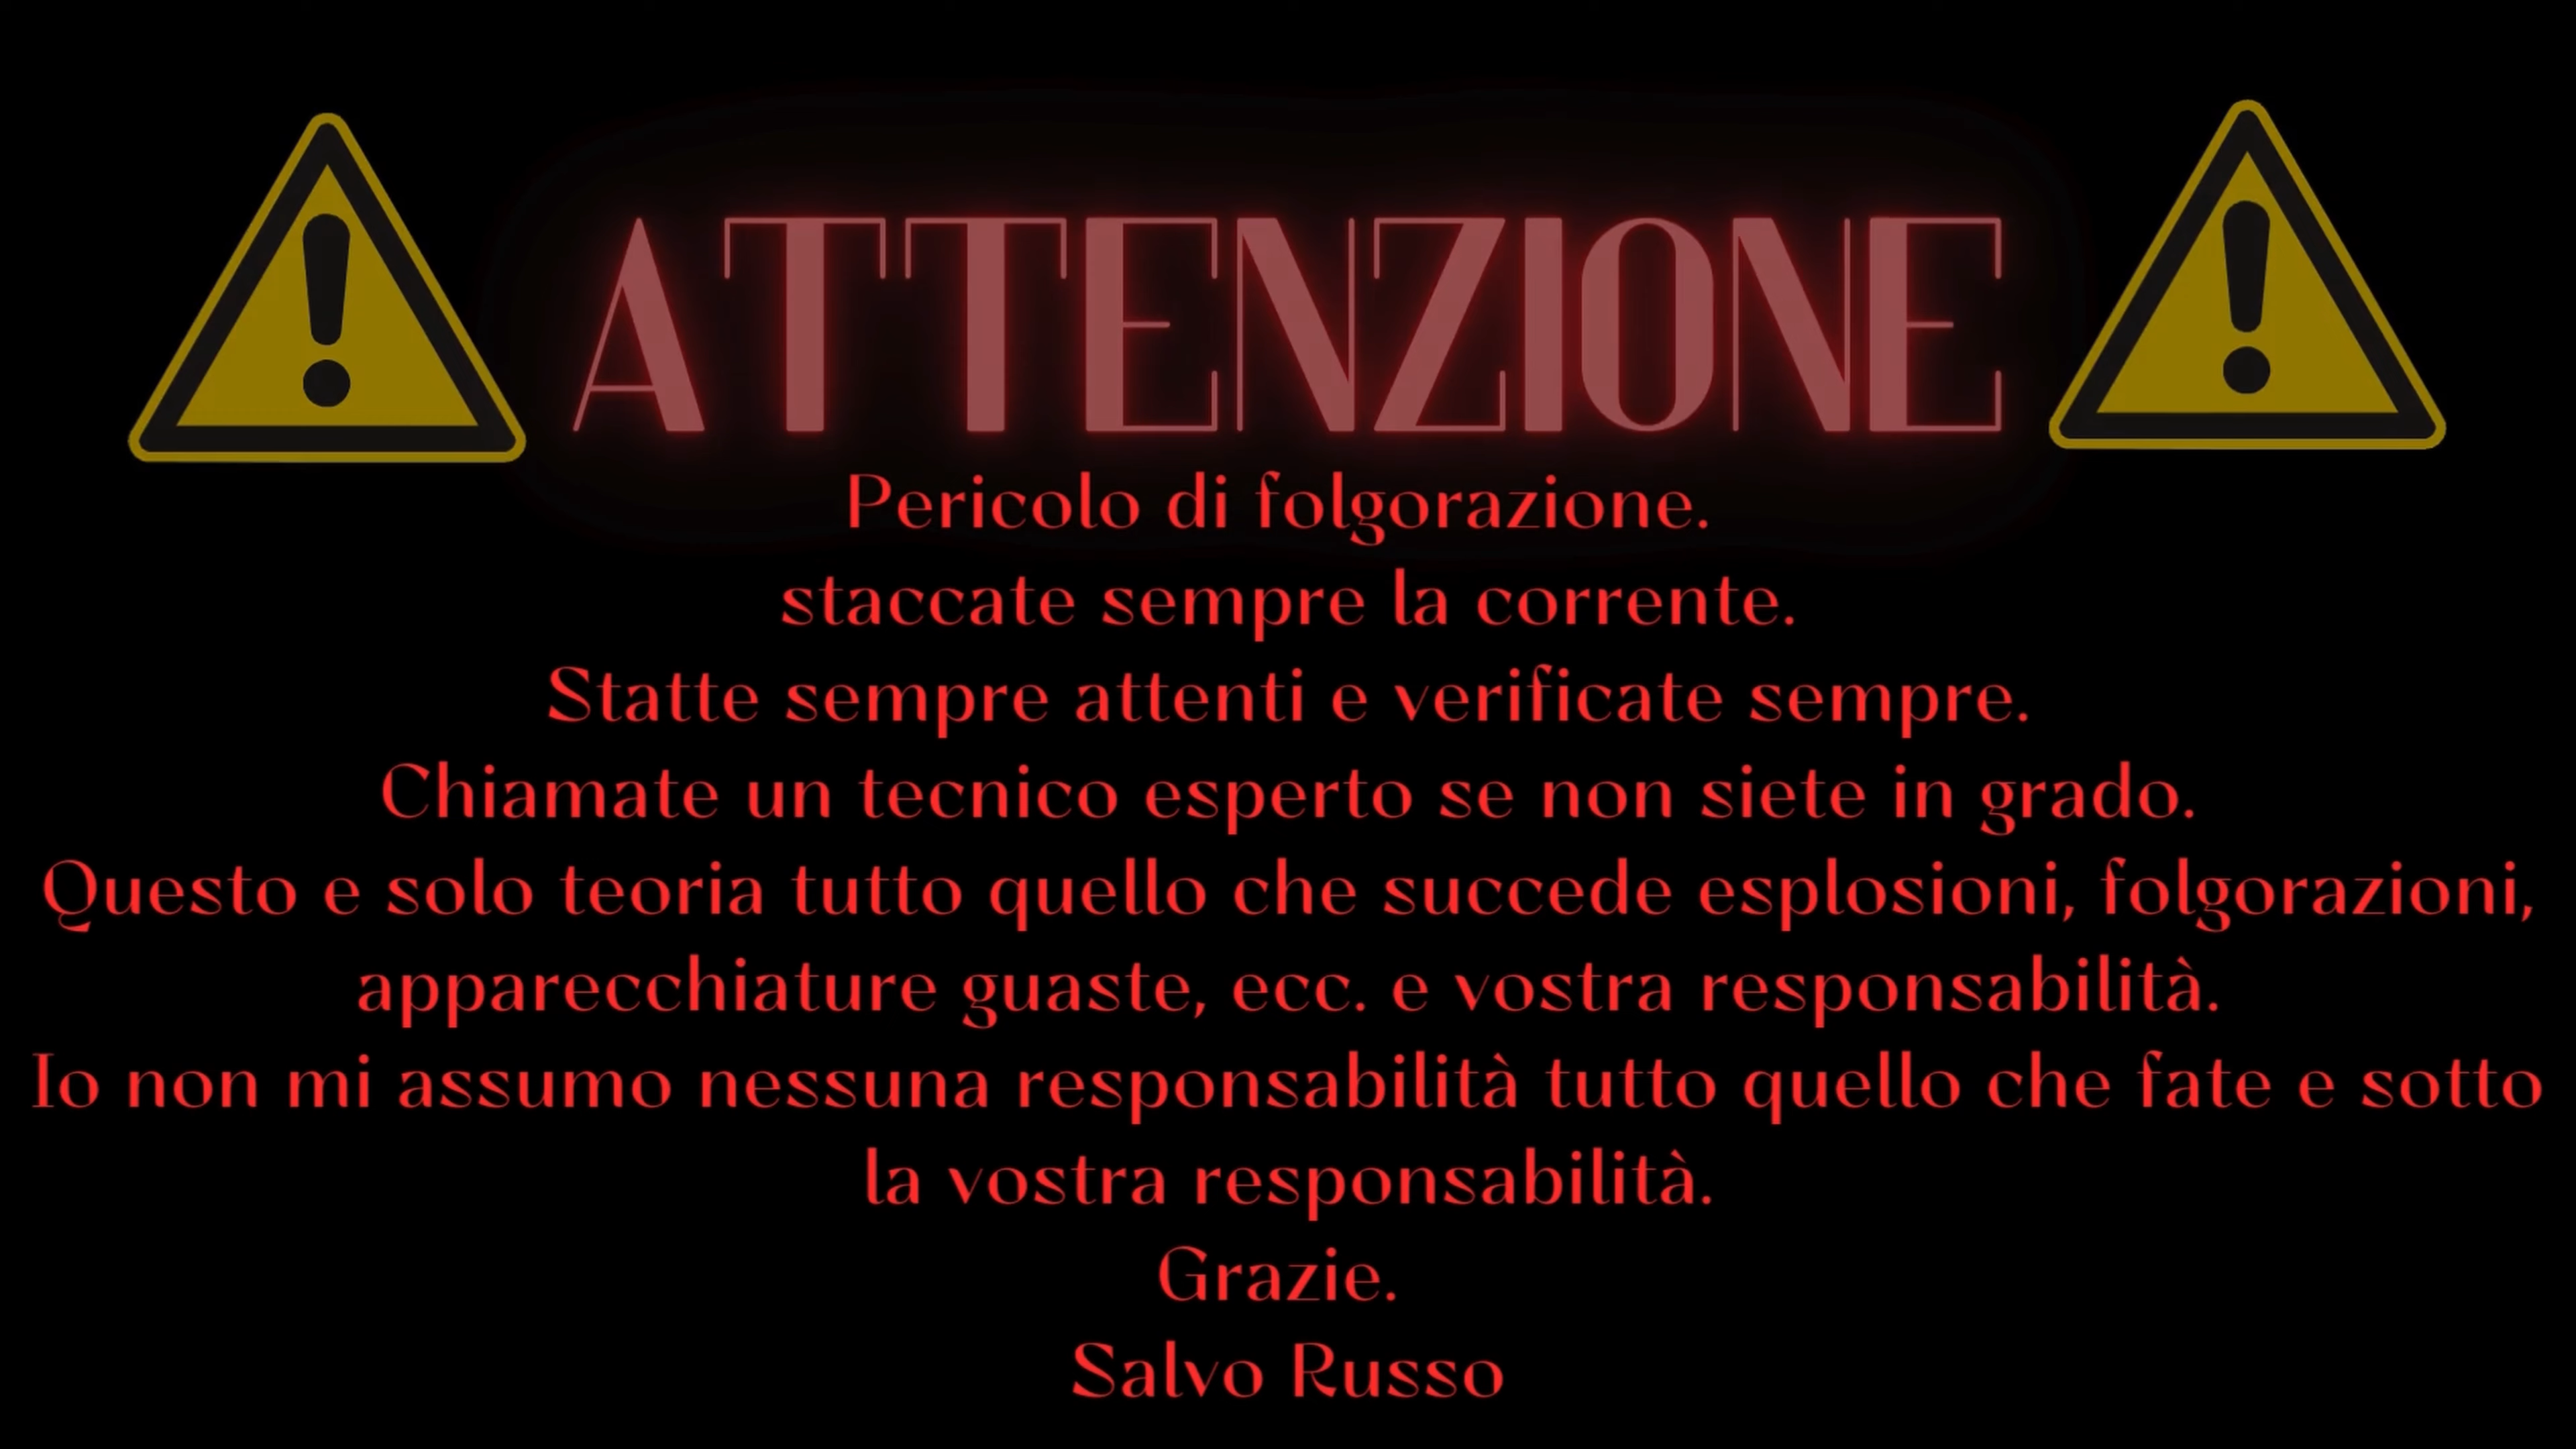 ATTENZIONE
Pericolo di folgorazione.
staccate sempre la corrente.
Statte sempre attenti e verificate sempre.
Chiamate un tecnico esperto se non siete in grado.
Questo e solo teoria tutto quello che succede esplosioni, folgorazioni,
apparecchiature guaste, ecc. e vostra responsabilità.
Io non mi assumo nessuna responsabilità tutto quello che fate e sotto
la vostra responsabilità.
Grazie.
Salvo Russo